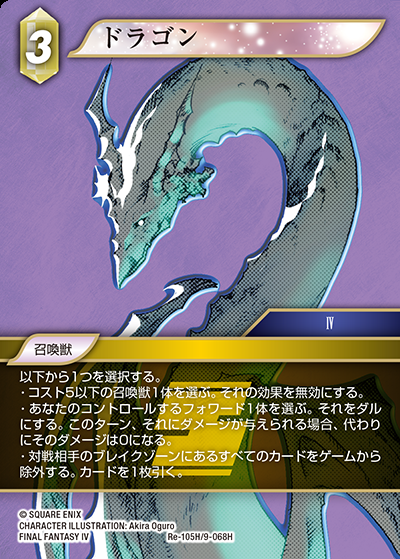 3
ドラゴン
IV
召喚獣
以下から1つを選択する。
・コスト5以下の召喚獣1体を選ぶ。それの効果を無効にする。
・あなたのコントロールするフォワード1体を選ぶ。それをダル
にする。このターン、それにダメージが与えられる場合、代わり
にそのダメージは0になる。
・対戦相手のブレイクゾーンにあるすべてのカードをゲームから
除外する。カードを1枚引く。
© SQUARE ENIX
CHARACTER ILLUSTRATION: Akira Oguro
FINAL FANTASY IV
Re-105H/9-068H